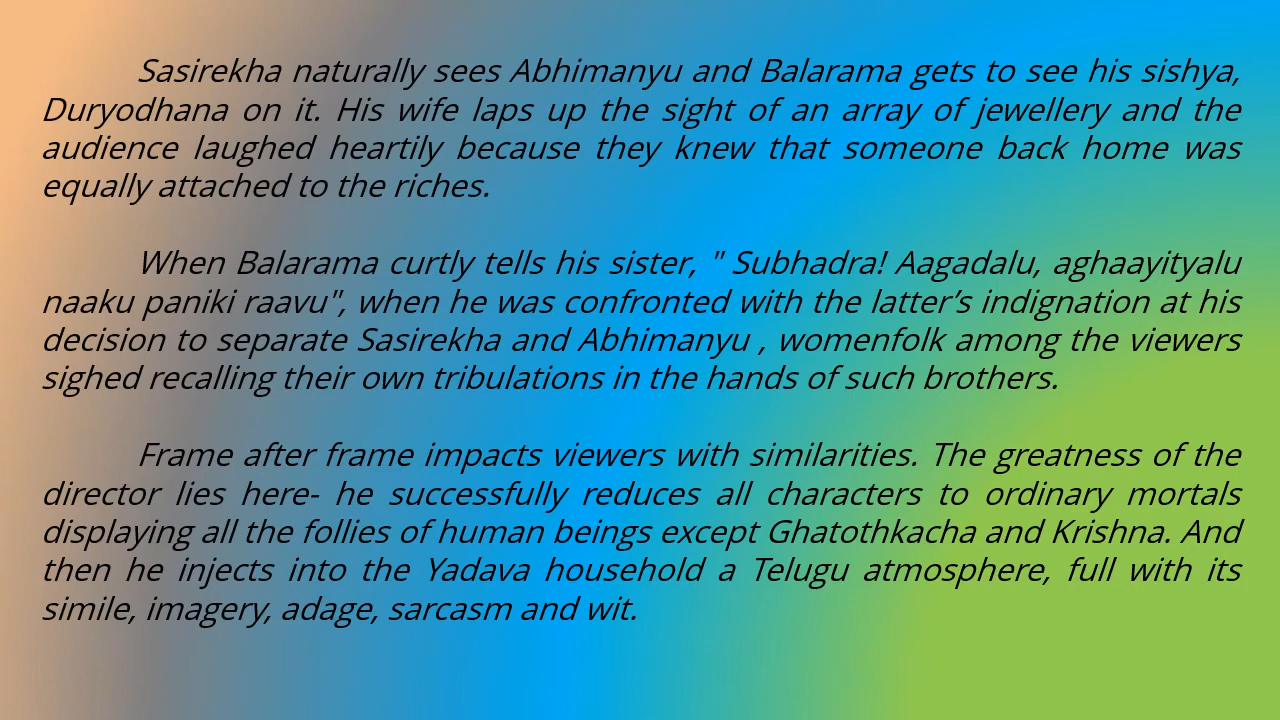 Sasirekha naturally sees Abhimanyu and Balarama gets to see his sishya,
Duryodhana on it. His wife laps up the sight of an array of jewellery and the
audience laughed heartily because they knew that someone back home was
equally attached to the riches.
When Balarama curtly tells his sister, " Subhadra! Aagadalu, aghaayityalu
naaku paniki raavu", when he was confronted with the latter’s indignation at his
decision to separate Sasirekha and Abhimanyu , womenfolk among the viewers
sighed recalling their own tribulations in the hands of such brothers.
Frame after frame impacts viewers with similarities. The greatness of the
director lies here- he successfully reduces all characters to ordinary mortals
displaying all the follies of human beings except Ghatothkacha and Krishna. And
then he injects into the Yadava household a Telugu atmosphere, full with its
simile, imagery, adage, sarcasm and wit.